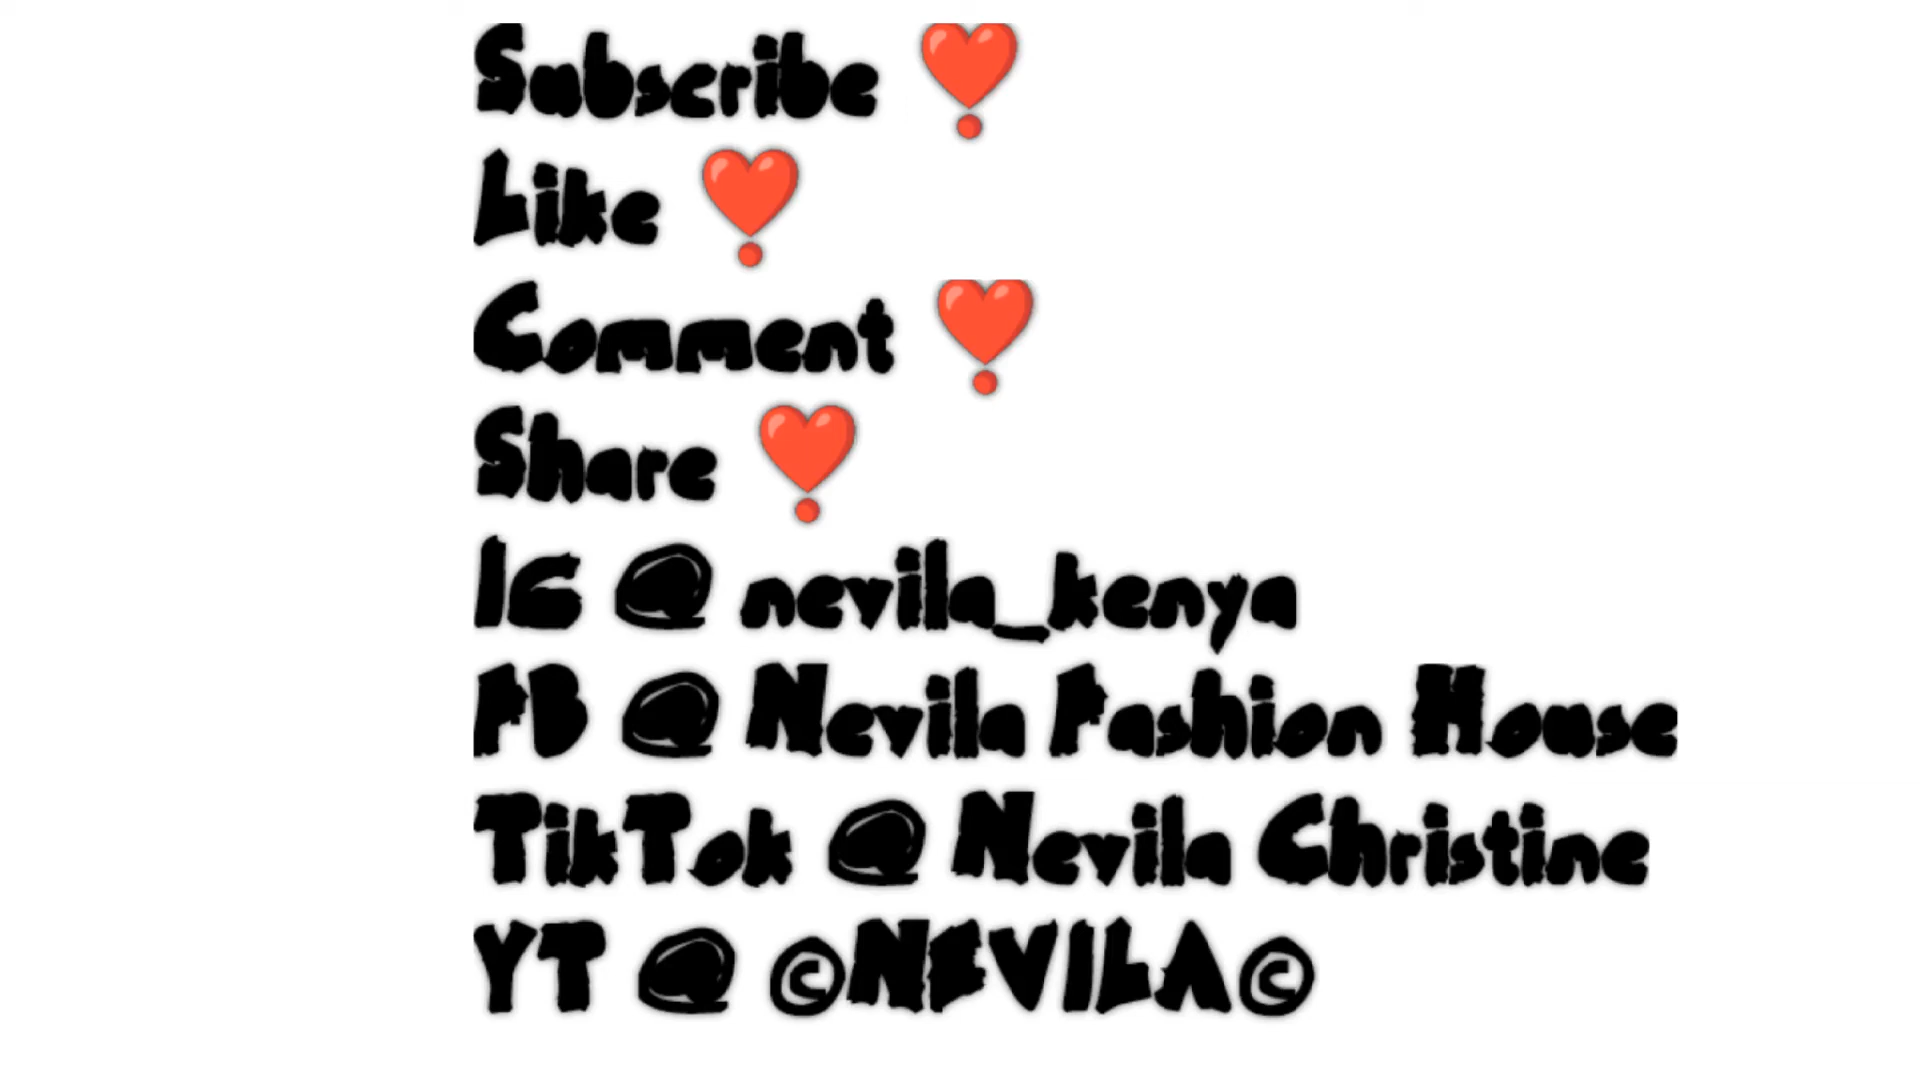 Subscribe ❣️
Like ❣️
Comment ❣️
Share ❣️
IG @ nevila_kenya
FB @ Nevila Fashion House
TikTok @ Nevila Christine
YT @ ©NEVILA©